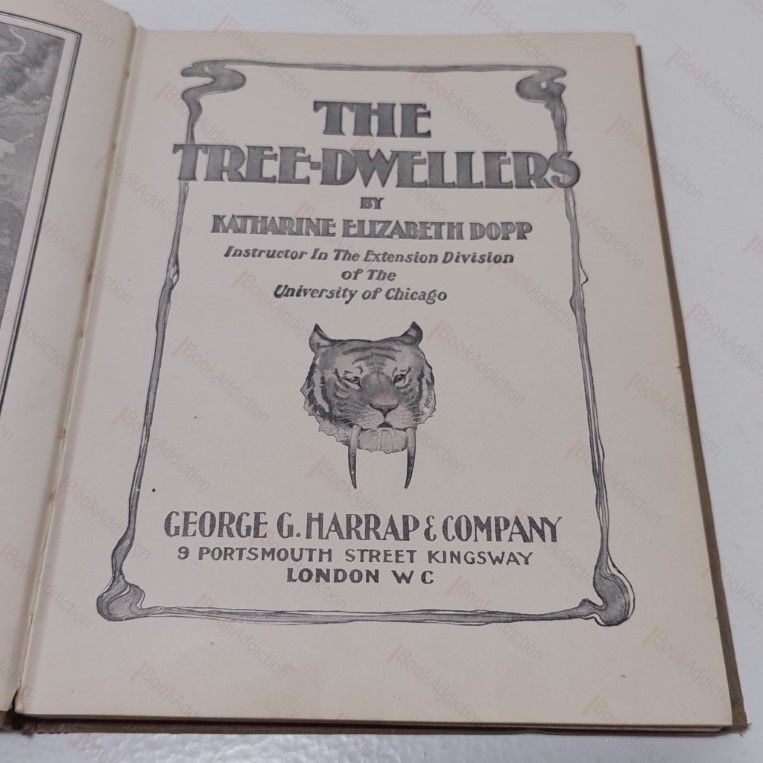 THE
TREE-DWELLERS
BY
KATHARINE ELIZABETH DOPP
Instructor In The Extension Division
of The
University of Chicago
GEORGE G. HARRAP & COMPANY
9 PORTSMOUTH STREET KINGSWAY
LONDON W C
BookAddiction